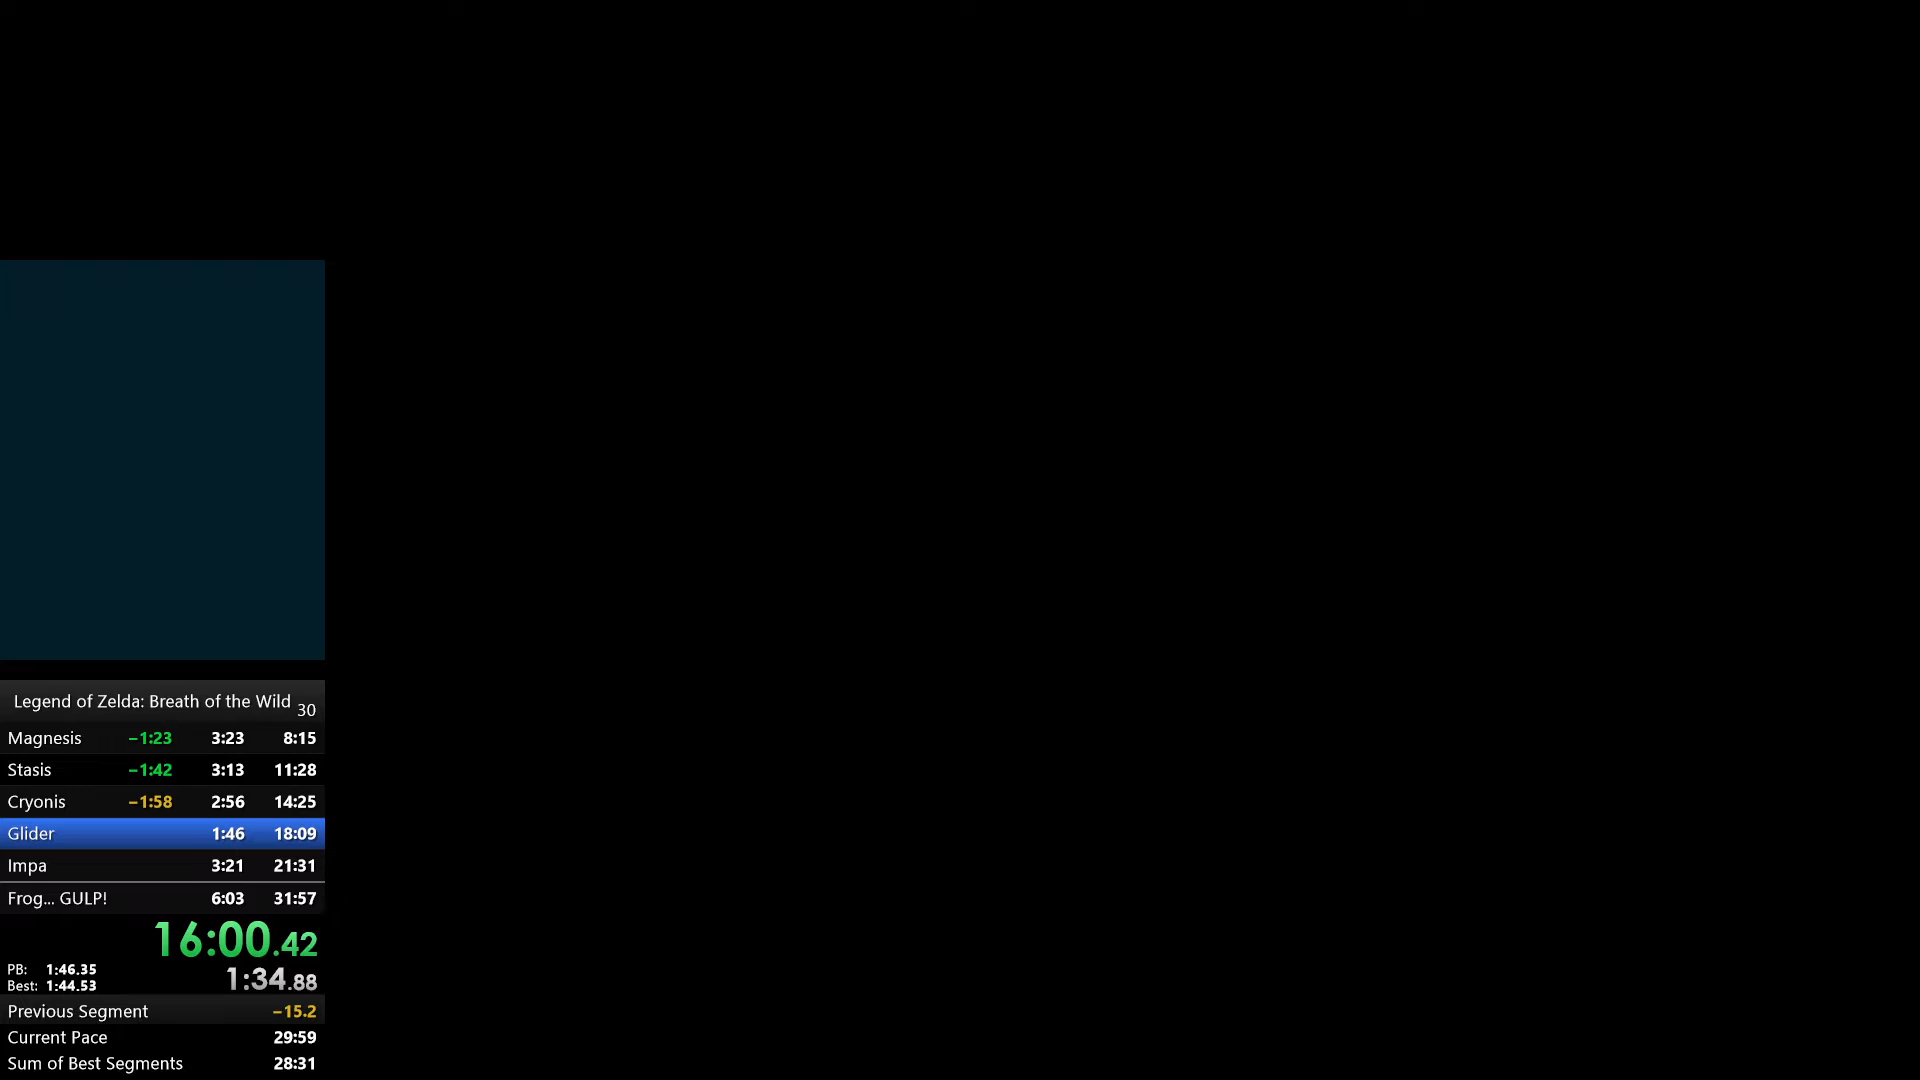 Legend of Zelda: Breath of the Wild 30
Magnesis −1:23 3:23 8:15
Stasis −1:42 3:13 11:28
Cryonis −1:58 2:56 14:25
Glider 1:46 18:09
Impa 3:21 21:31
Frog... GULP! 6:03 31:57
16:00.42
PB: 1:46.35
Best: 1:44.53
1:34.88
Previous Segment −15.2
Current Pace 29:59
Sum of Best Segments 28:31